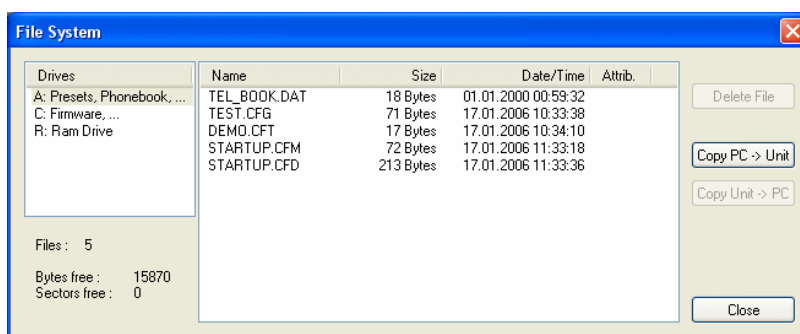 File System
Drives
A: Presets, Phonebook, ...
C: Firmware, ...
R: Ram Drive
Name Size Date/Time Attrib.
TEL_BOOK.DAT 18 Bytes 01.01.2000 00:59:32
TEST.CFG 71 Bytes 17.01.2006 10:33:38
DEMO.CFT 17 Bytes 17.01.2006 10:34:10
STARTUP.CFM 72 Bytes 17.01.2006 11:33:18
STARTUP.CFD 213 Bytes 17.01.2006 11:33:36
Delete File
Copy PC -> Unit
Copy Unit -> PC
Files : 5
Bytes free : 15870
Sectors free : 0
Close